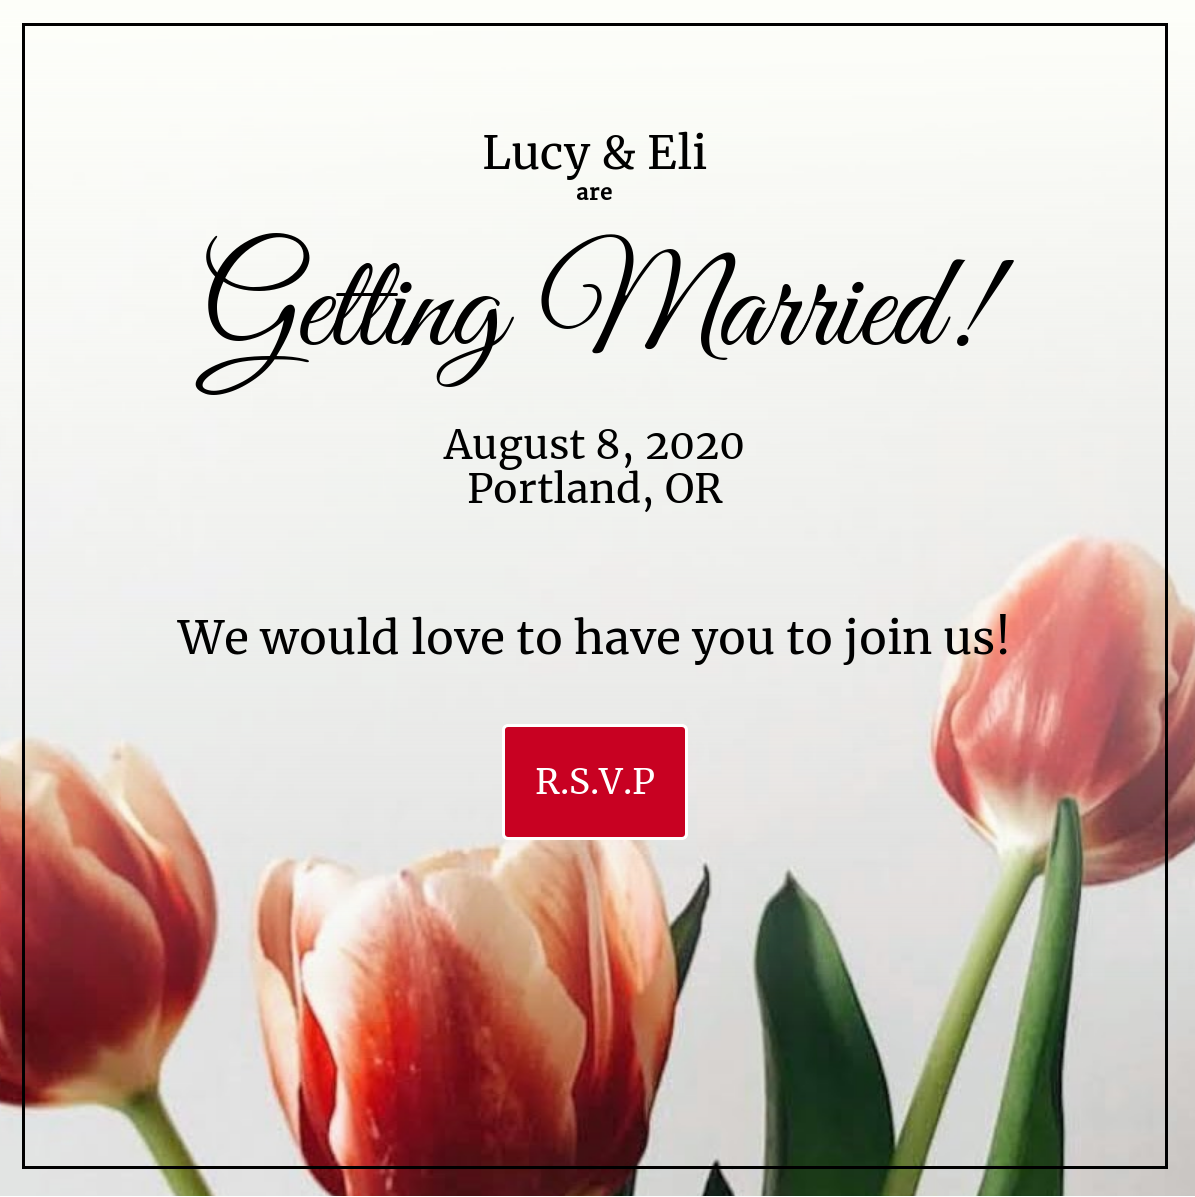 Lucy & Eli
are
Getting Married!
August 8, 2020
Portland, OR
We would love to have you to join us!
R.S.V.P